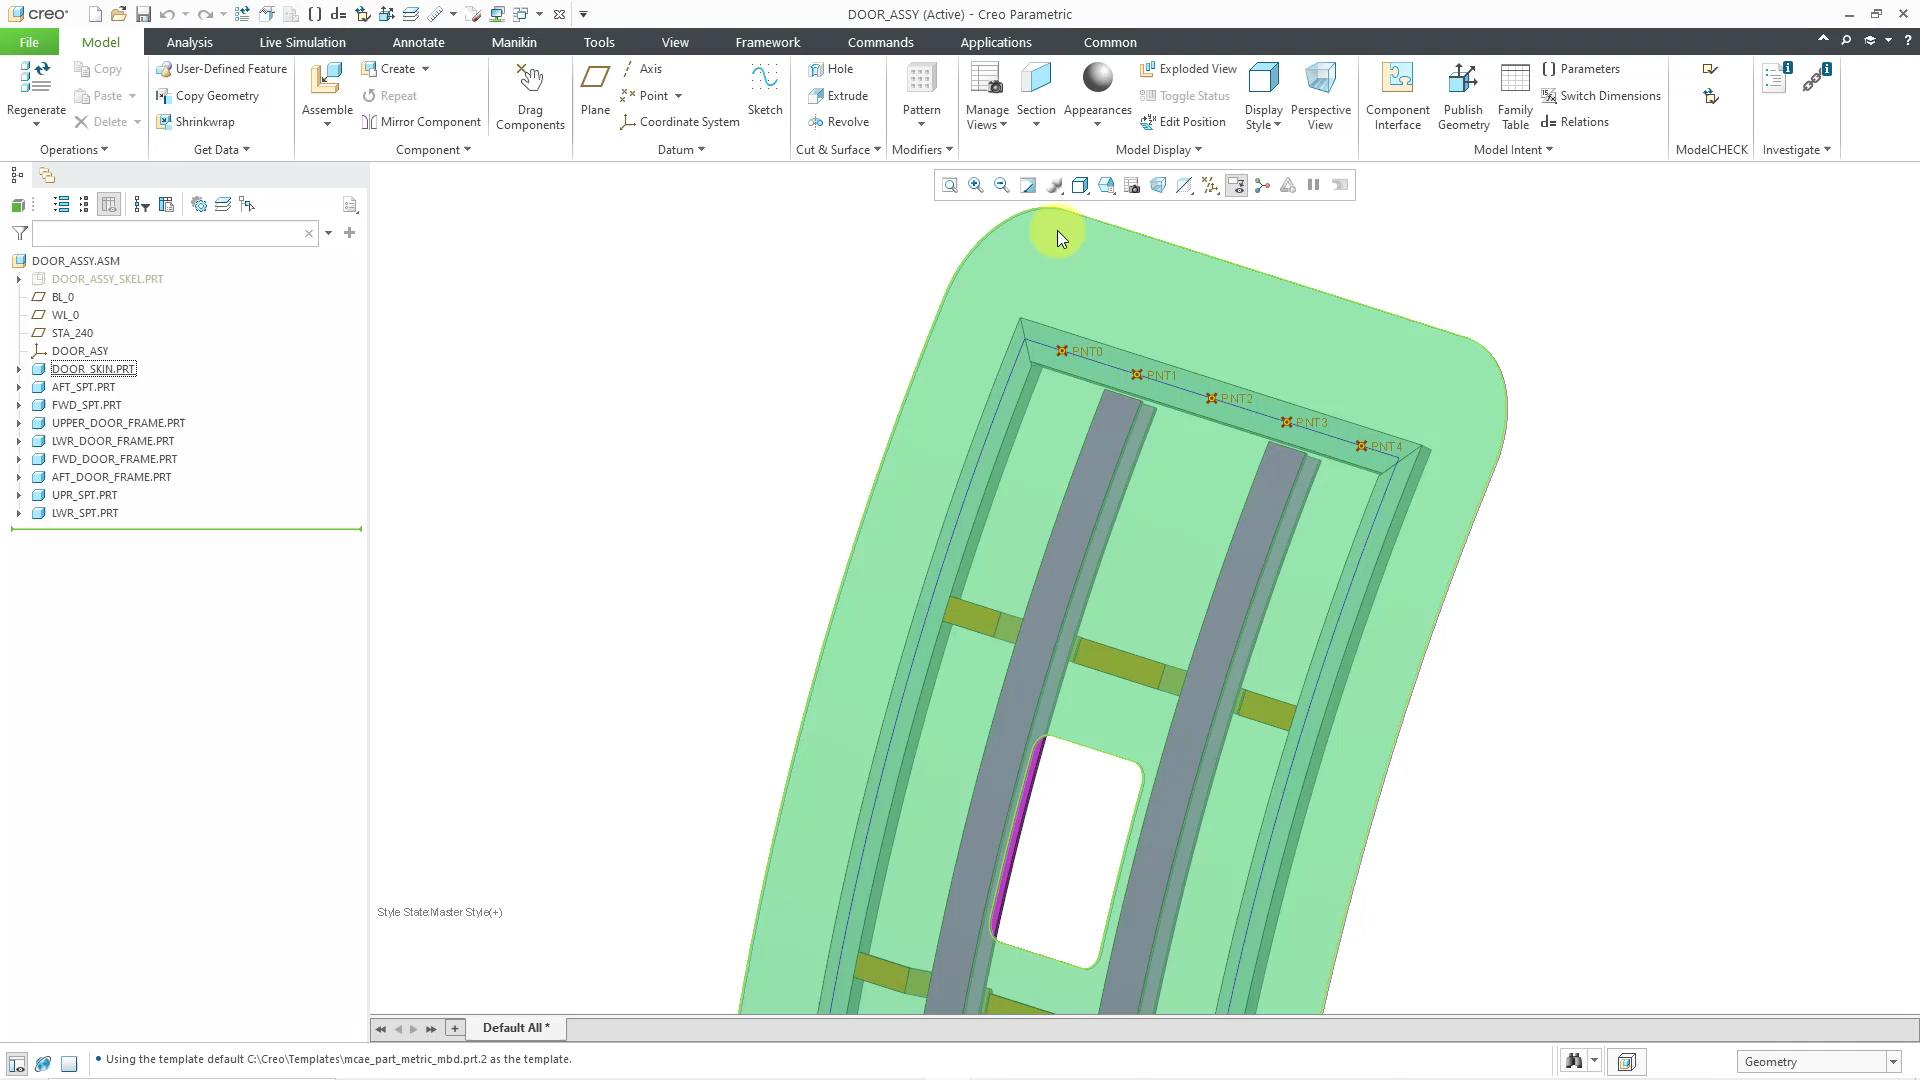 creo
DOOR_ASSY (Active) - Creo Parametric
File
Model
Analysis
Live Simulation
Annotate
Manikin
Tools
View
Framework
Commands
Applications
Common
Regenerate
Copy
Paste
Delete
Operations
User-Defined Feature
Copy Geometry
Shrinkwrap
Get Data
Assemble
Create
Repeat
Mirror Component
Component
Drag
Components
Plane
Axis
Point
Coordinate System
Sketch
Datum
Hole
Extrude
Revolve
Cut & Surface
Pattern
Modifiers
Manage
Views
Section
Appearances
Exploded View
Toggle Status
Edit Position
Display
Style
Perspective
View
Model Display
Component
Interface
Publish
Geometry
Family
Table
Parameters
Switch Dimensions
d= Relations
Model Intent
ModelCHECK
Investigate
DOOR_ASSY.ASM
DOOR_ASSY_SKEL.PRT
BL_0
WL_0
STA_240
DOOR_ASY
DOOR_SKIN.PRT
AFT_SPT.PRT
FWD_SPT.PRT
UPPER_DOOR_FRAME.PRT
LWR_DOOR_FRAME.PRT
FWD_DOOR_FRAME.PRT
AFT_DOOR_FRAME.PRT
UPR_SPT.PRT
LWR_SPT.PRT
PNT0
PNT1
PNT2
PNT3
PNT4
Style State:Master Style(+)
Default All *
• Using the template default C:\Creo\Templates\mcae_part_metric_mbd.prt.2 as the template.
Geometry